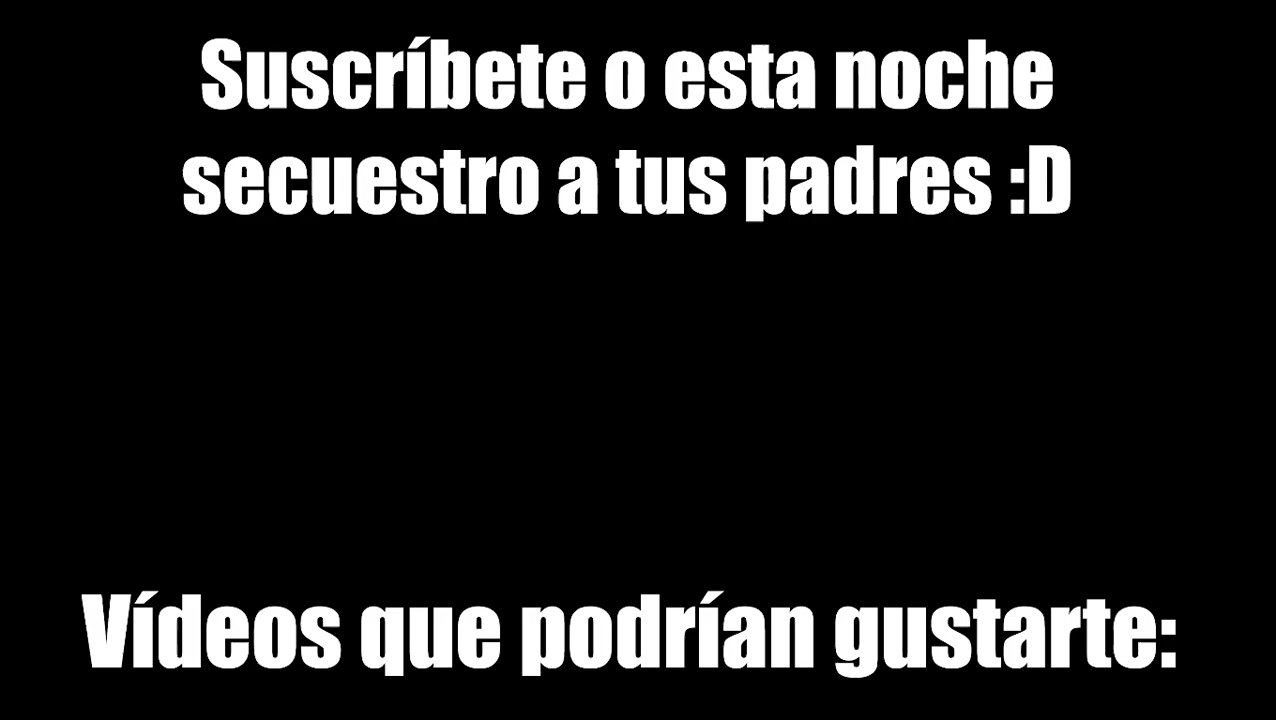 Suscríbete o esta noche
secuestro a tus padres :D
Vídeos que podrían gustarte: